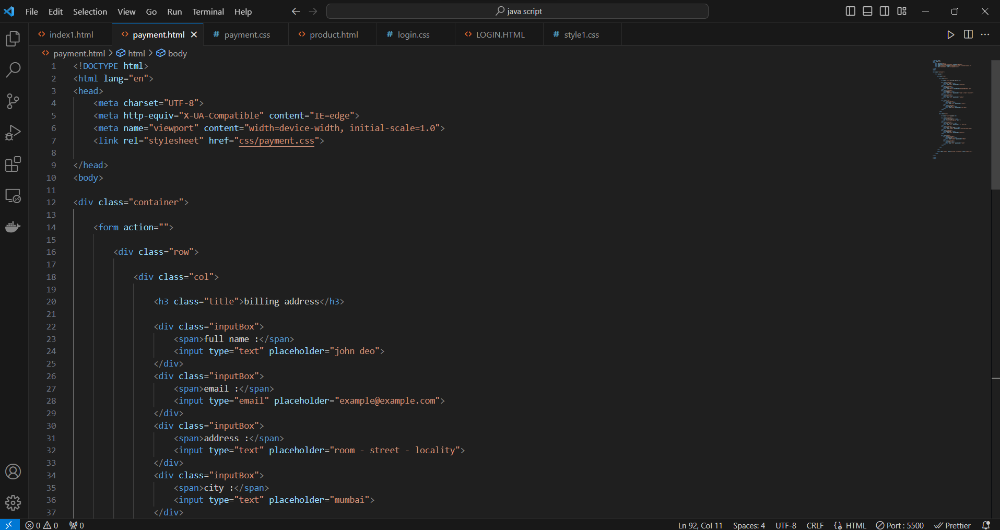 File Edit Selection View Go Run Terminal Help
java script
index1.html payment.html payment.css product.html login.css LOGIN.HTML style1.css
payment.html > html > body
1 <!DOCTYPE html>
2 <html lang="en">
3 <head>
4 <meta charset="UTF-8">
5 <meta http-equiv="X-UA-Compatible" content="IE=edge">
6 <meta name="viewport" content="width=device-width, initial-scale=1.0">
7 <link rel="stylesheet" href="css/payment.css">
8
9 </head>
10 <body>
11
12 <div class="container">
13
14 <form action="">
15
16 <div class="row">
17
18 <div class="col">
19
20 <h3 class="title">billing address</h3>
21
22 <div class="inputBox">
23 <span>full name :</span>
24 <input type="text" placeholder="john deo">
25 </div>
26 <div class="inputBox">
27 <span>email :</span>
28 <input type="email" placeholder="example@example.com">
29 </div>
30 <div class="inputBox">
31 <span>address :</span>
32 <input type="text" placeholder="room - street - locality">
33 </div>
34 <div class="inputBox">
35 <span>city :</span>
36 <input type="text" placeholder="mumbai">
37 </div>
0 0 0 Ln 92, Col 11 Spaces: 4 UTF-8 CRLF HTML Port : 5500 Prettier